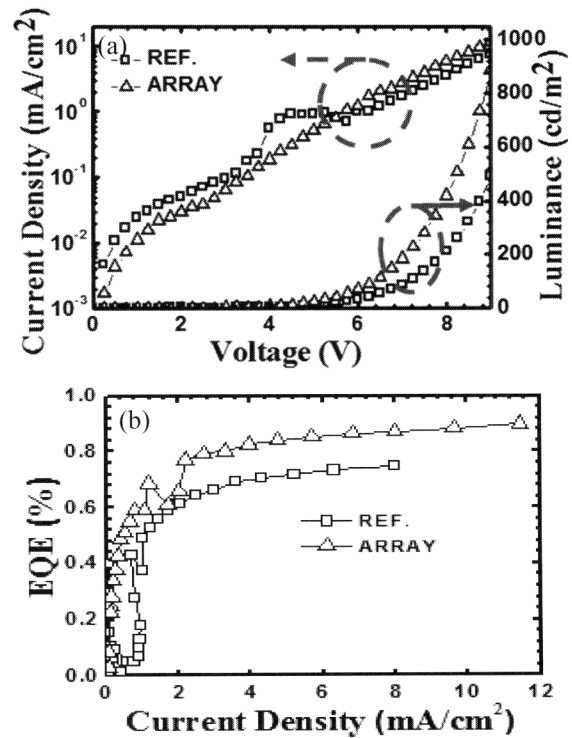 (a)
REF.
ARRAY
Current Density (mA/cm2)
10^1
10^0
10^-1
10^-2
10^-3
0 2 4 6 8
Voltage (V)
1000
800
600
400
200
0
Luminance (cd/m2)
(b)
EQE (%)
1.0
0.8
0.6
0.4
0.2
0.0
REF.
ARRAY
0 2 4 6 8 10 12
Current Density (mA/cm²)